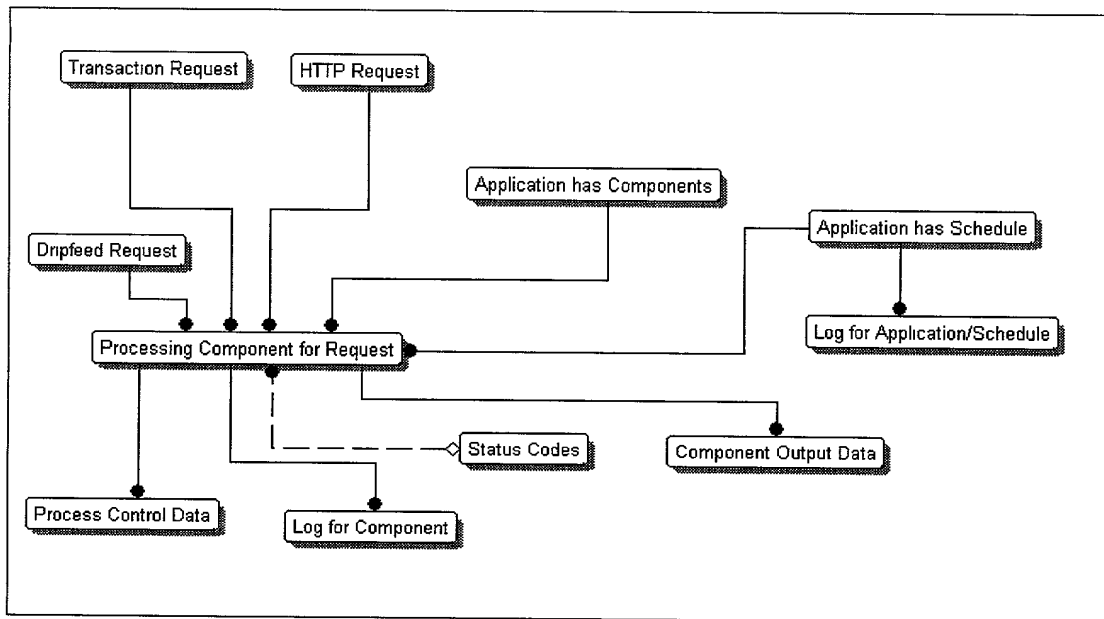 Transaction Request
HTTP Request
Application has Components
Application has Schedule
Dripfeed Request
Log for Application/Schedule
Processing Component for Request
Status Codes
Component Output Data
Process Control Data
Log for Component